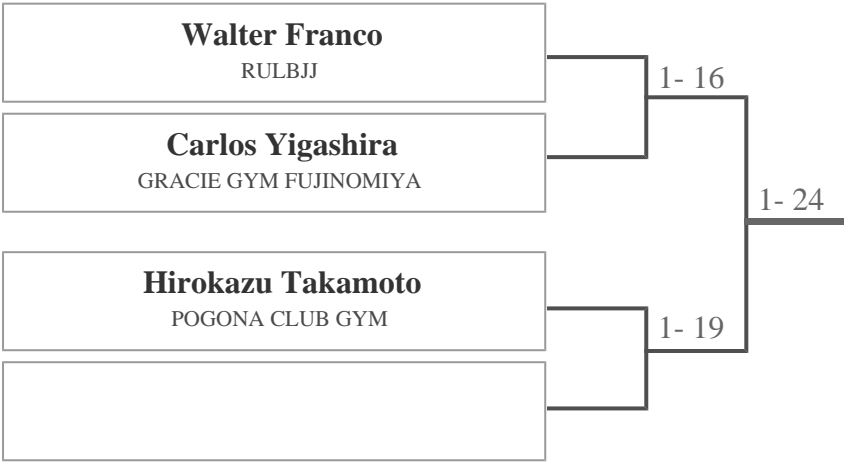 Walter Franco
RULBJJ
1- 16
Carlos Yigashira
GRACIE GYM FUJINOMIYA
1- 24
Hirokazu Takamoto
POGONA CLUB GYM
1- 19